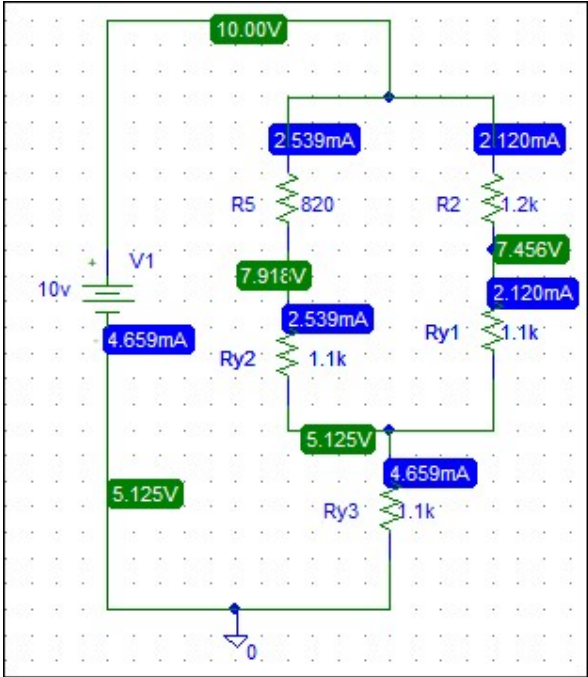 10.00V
2.539mA
2.120mA
R5
820
R2
1.2k
+
V1
7.918V
7.456V
10v
2.120mA
2.539mA
4.659mA
Ry2
1.1k
Ry1
1.1k
5.125V
4.659mA
5.125V
Ry3
1.1k
0